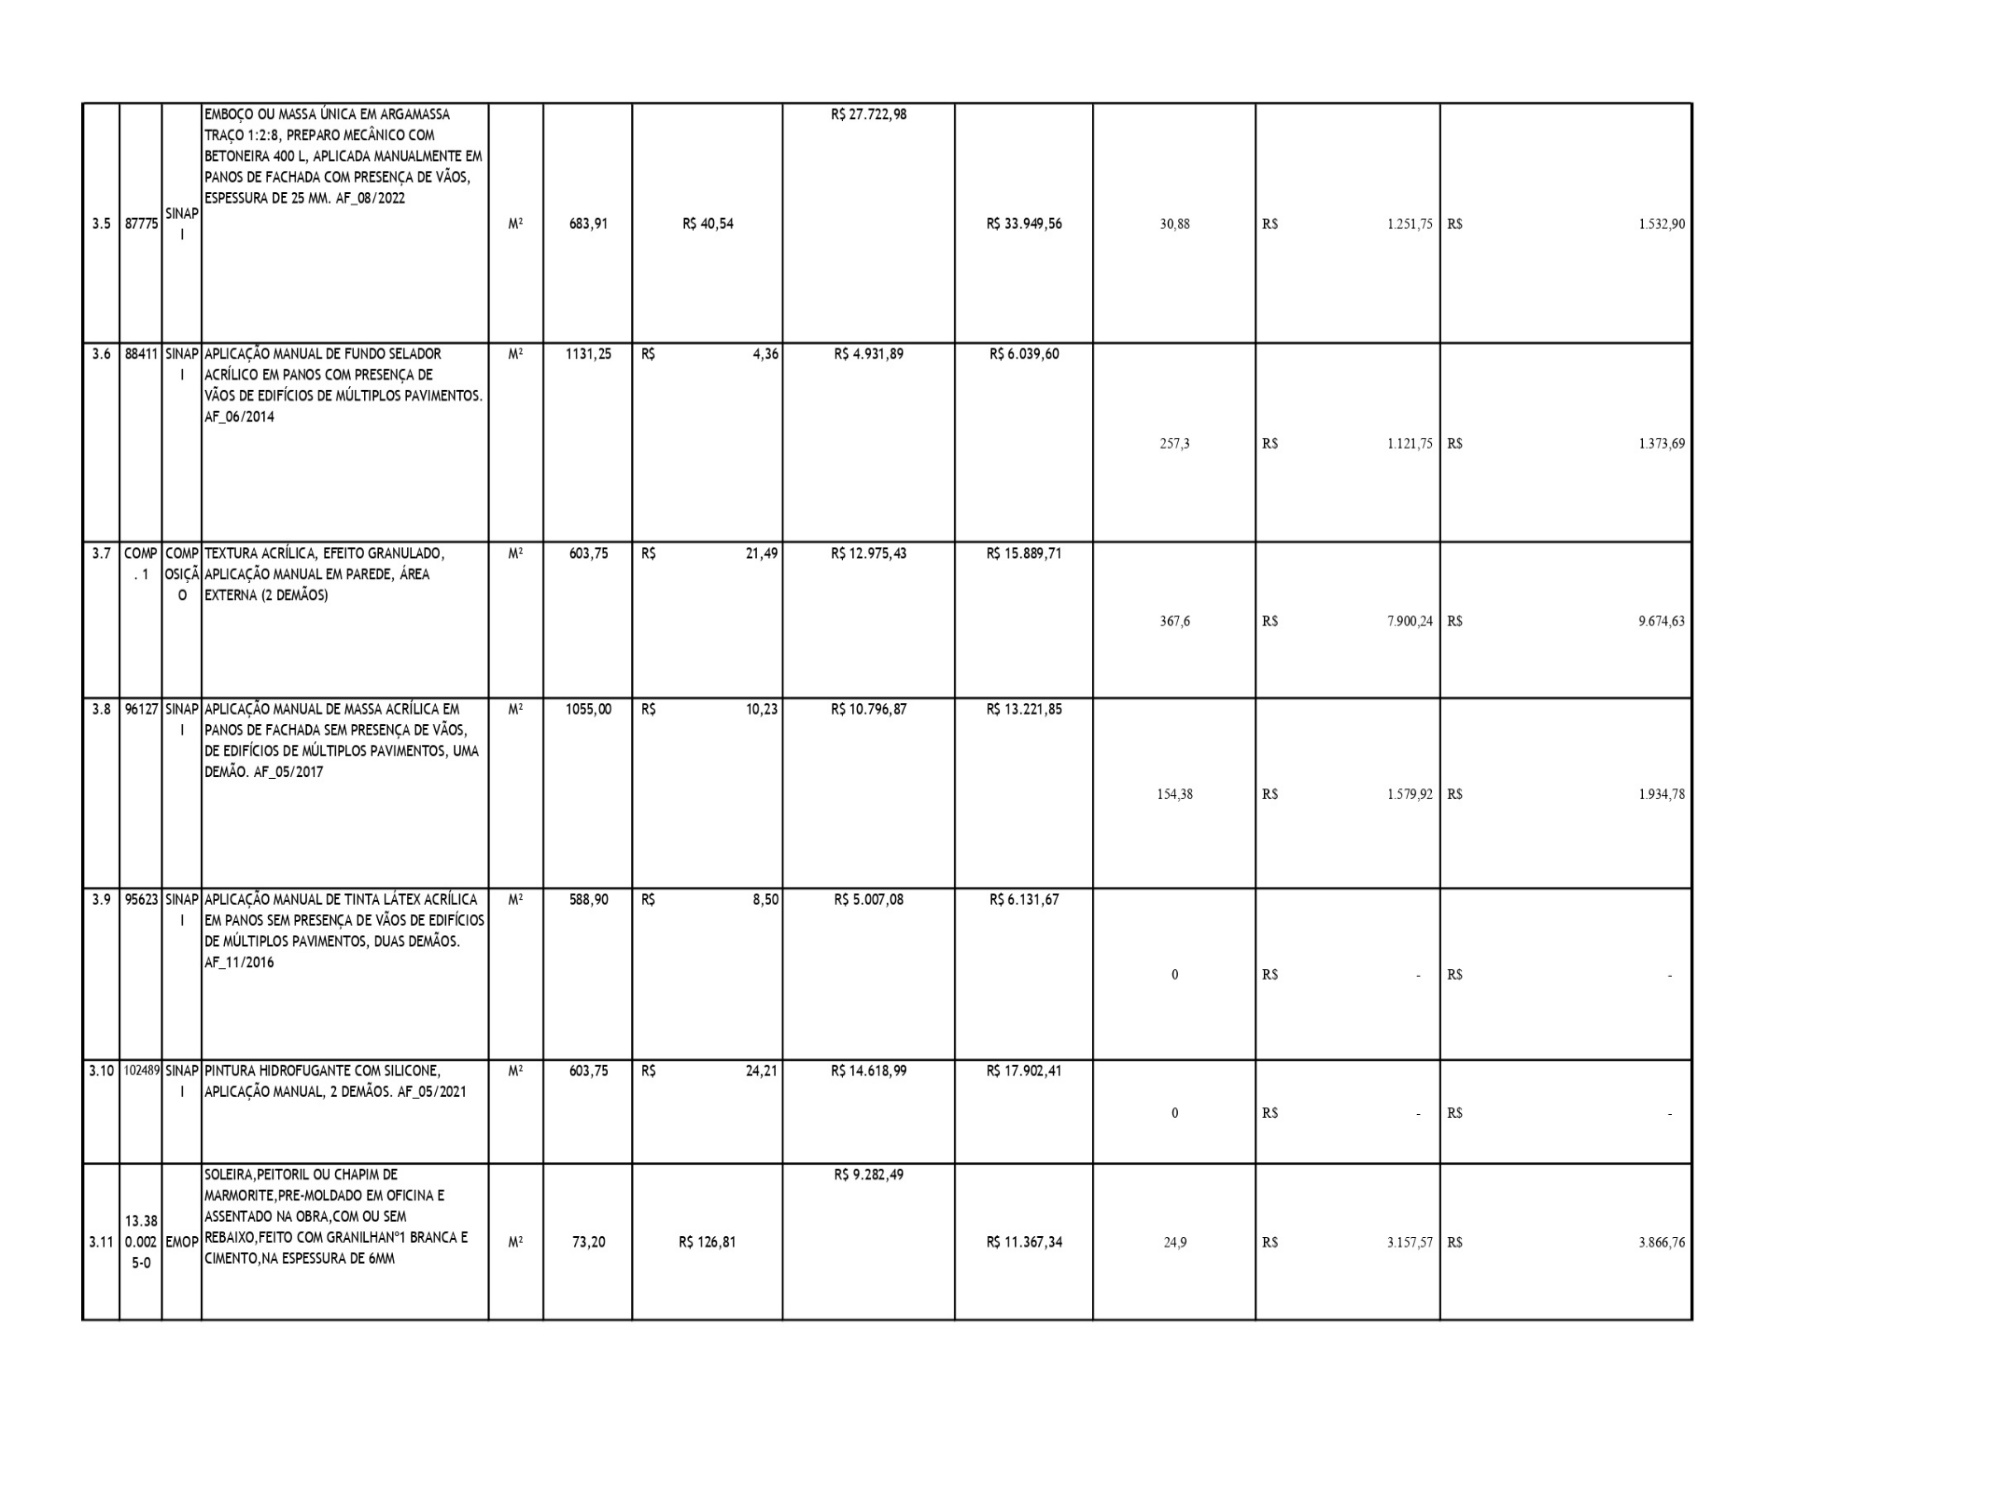 EMBOÇO OU MASSA ÚNICA EM ARGAMASSA
TRAÇO 1:2:8, PREPARO MECÂNICO COM
BETONEIRA 400 L, APLICADA MANUALMENTE EM
PANOS DE FACHADA COM PRESENÇA DE VÃOS,
ESPESSURA DE 25 MM. AF_08/2022
R$ 27.722,98
3.5 87775 SINAP
I
M² 683,91 R$ 40,54 R$ 33.949,56 30,88 R$ 1.251,75 R$ 1.532,90
3.6 88411 SINAP APLICAÇÃO MANUAL DE FUNDO SELADOR M² 1131,25 R$ 4,36 R$ 4.931,89 R$ 6.039,60
I ACRÍLICO EM PANOS COM PRESENÇA DE
VÃOS DE EDIFÍCIOS DE MÚLTIPLOS PAVIMENTOS.
AF_06/2014
257,3 R$ 1.121,75 R$ 1.373,69
3.7 COMP COMP TEXTURA ACRÍLICA, EFEITO GRANULADO, M² 603,75 R$ 21,49 R$ 12.975,43 R$ 15.889,71
. 1 OSIÇÃ APLICAÇÃO MANUAL EM PAREDE, ÁREA
O EXTERNA (2 DEMÃOS)
367,6 R$ 7.900,24 R$ 9.674,63
3.8 96127 SINAP APLICAÇÃO MANUAL DE MASSA ACRÍLICA EM M² 1055,00 R$ 10,23 R$ 10.796,87 R$ 13.221,85
I PANOS DE FACHADA SEM PRESENÇA DE VÃOS,
DE EDIFÍCIOS DE MÚLTIPLOS PAVIMENTOS, UMA
DEMÃO. AF_05/2017
154,38 R$ 1.579,92 R$ 1.934,78
3.9 95623 SINAP APLICAÇÃO MANUAL DE TINTA LÁTEX ACRÍLICA M² 588,90 R$ 8,50 R$ 5.007,08 R$ 6.131,67
I EM PANOS SEM PRESENÇA DE VÃOS DE EDIFÍCIOS
DE MÚLTIPLOS PAVIMENTOS, DUAS DEMÃOS.
AF_11/2016
0 R$ - R$ -
3.10 102489 SINAP PINTURA HIDROFUGANTE COM SILICONE, M² 603,75 R$ 24,21 R$ 14.618,99 R$ 17.902,41
I APLICAÇÃO MANUAL, 2 DEMÃOS. AF_05/2021
0 R$ - R$ -
SOLEIRA,PEITORIL OU CHAPIM DE
MARMORITE,PRE-MOLDADO EM OFICINA E
ASSENTADO NA OBRA,COM OU SEM
REBAIXO,FEITO COM GRANILHANº1 BRANCA E
CIMENTO,NA ESPESSURA DE 6MM
R$ 9.282,49
3.11 13.38
0.002
5-0
EMOP M² 73,20 R$ 126,81 R$ 11.367,34 24,9 R$ 3.157,57 R$ 3.866,76